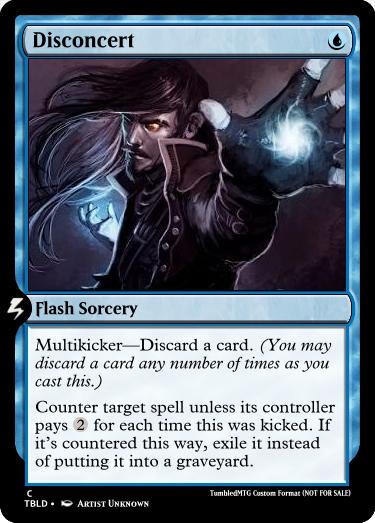 Disconcert
Flash Sorcery
Multikicker—Discard a card. (You may
discard a card any number of times as you
cast this.)
Counter target spell unless its controller
pays 2 for each time this was kicked. If
it's countered this way, exile it instead
of putting it into a graveyard.
C
TBLD • Artist Unknown
TumbledMTG Custom Format (NOT FOR SALE)